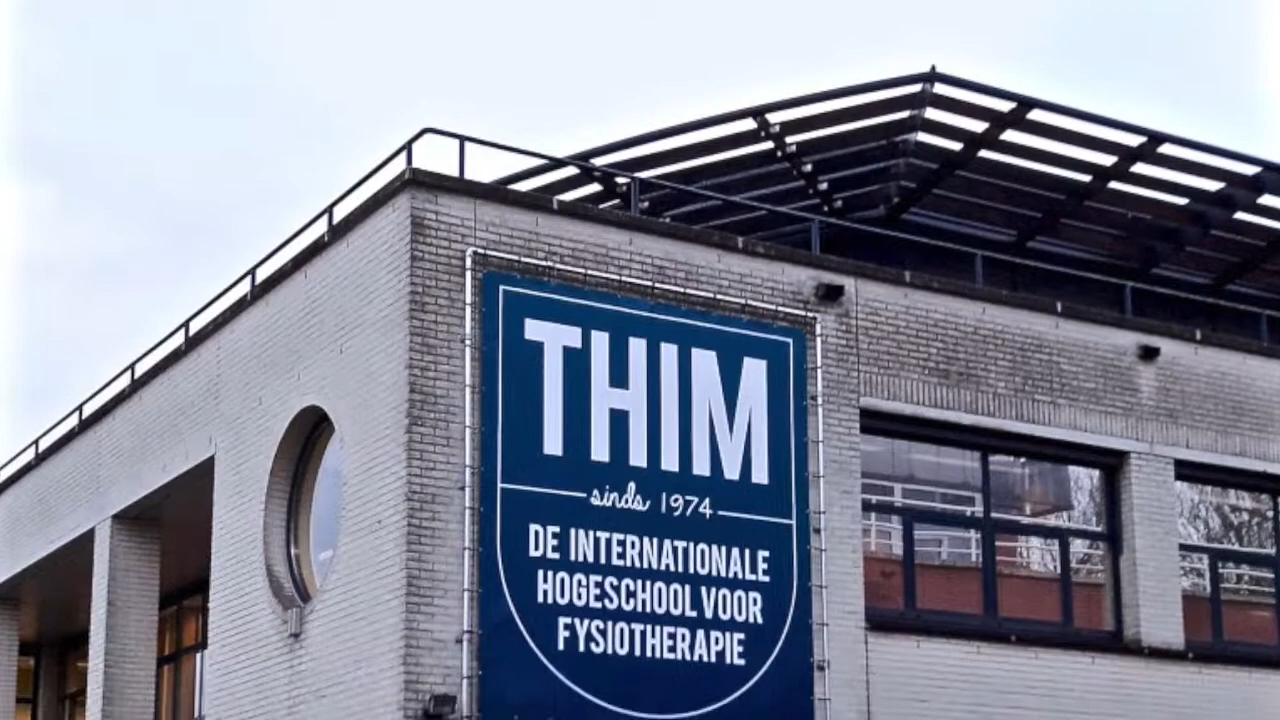 THIM
sinds 1974
DE INTERNATIONALE
HOGESCHOOL VOOR
FYSIOTHERAPIE